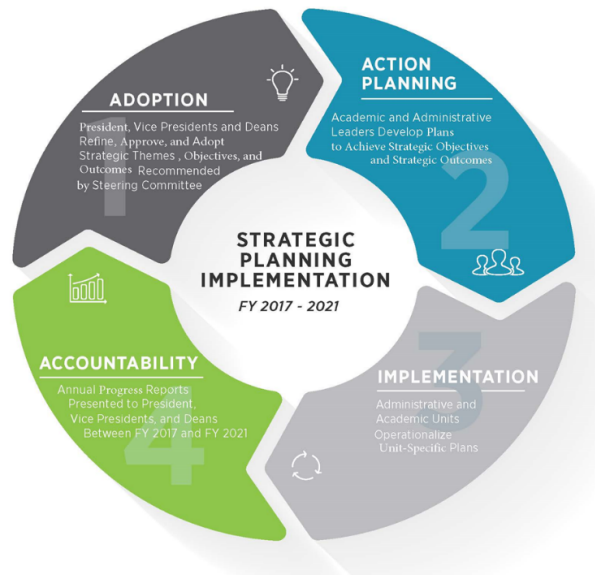 ADOPTION
1
President, Vice Presidents and Deans
Refine, Approve, and Adopt
Strategic Themes , Objectives, and
Outcomes Recommended
by Steering Committee
ACTION
PLANNING
Academic and Administrative
Leaders Develop Plans
to Achieve Strategic Objectives
and Strategic Outcomes
2
STRATEGIC
PLANNING
IMPLEMENTATION
FY 2017 - 2021
3
IMPLEMENTATION
Administrative and
Academic Units
Operationalize
Unit-Specific Plans
ACCOUNTABILITY
Annual Progress Reports
Presented to President,
Vice Presidents, and Deans
Between FY 2017 and FY 2021
4